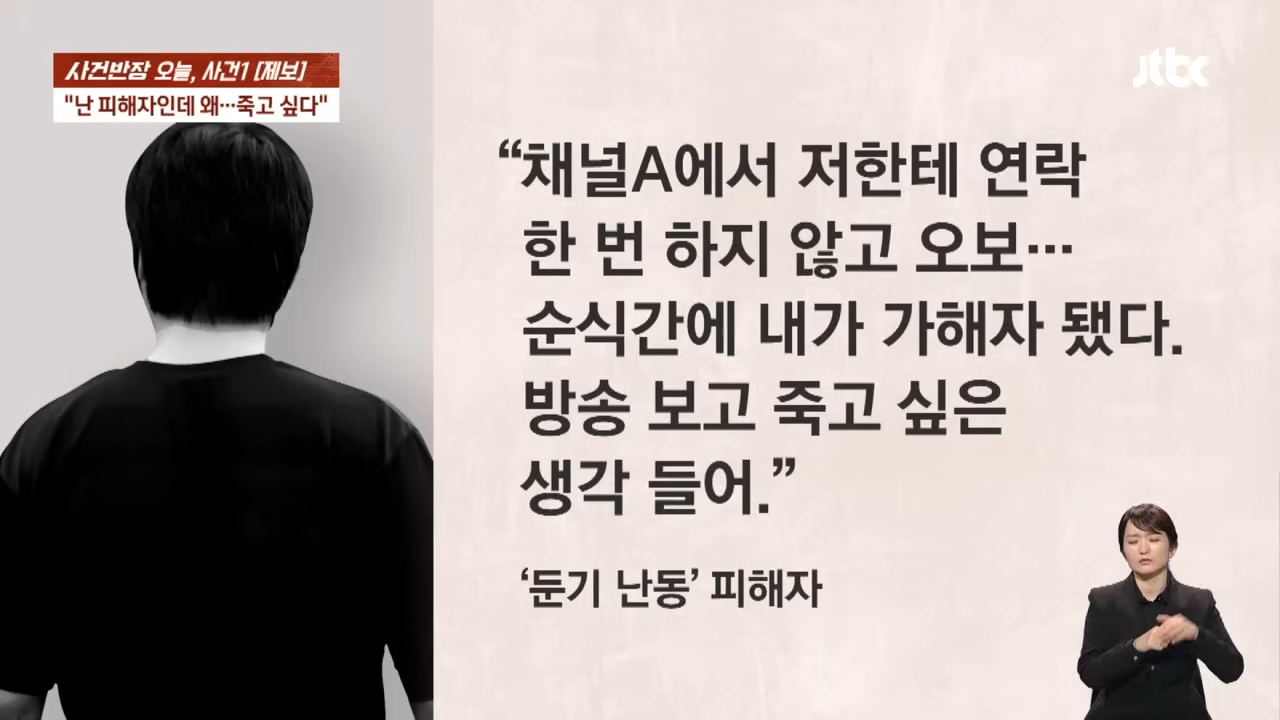 사건반장 오늘, 사건1 [제보]
"난 피해자인데 왜…죽고 싶다"
jtbc
“채널A에서 저한테 연락
한 번 하지 않고 오보…
순식간에 내가 가해자 됐다.
방송 보고 죽고 싶은
생각 들어.”
‘둔기 난동’ 피해자